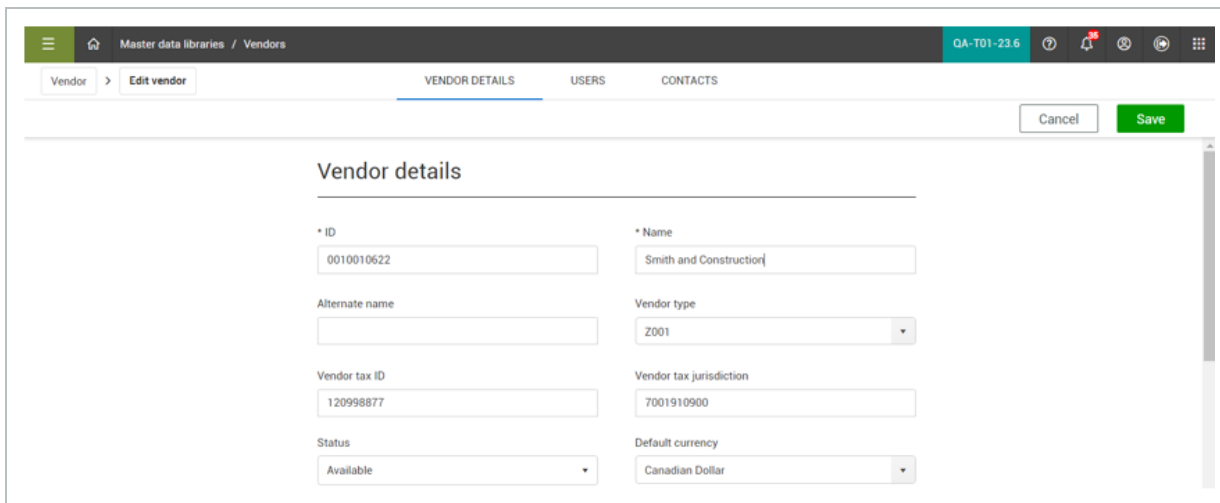 Master data libraries / Vendors QA-T01-23.6 35
Vendor > Edit vendor VENDOR DETAILS USERS CONTACTS
Cancel Save
Vendor details
* ID * Name
0010010622 Smith and Construction
Alternate name Vendor type
Z001
Vendor tax ID Vendor tax jurisdiction
120998877 7001910900
Status Default currency
Available Canadian Dollar